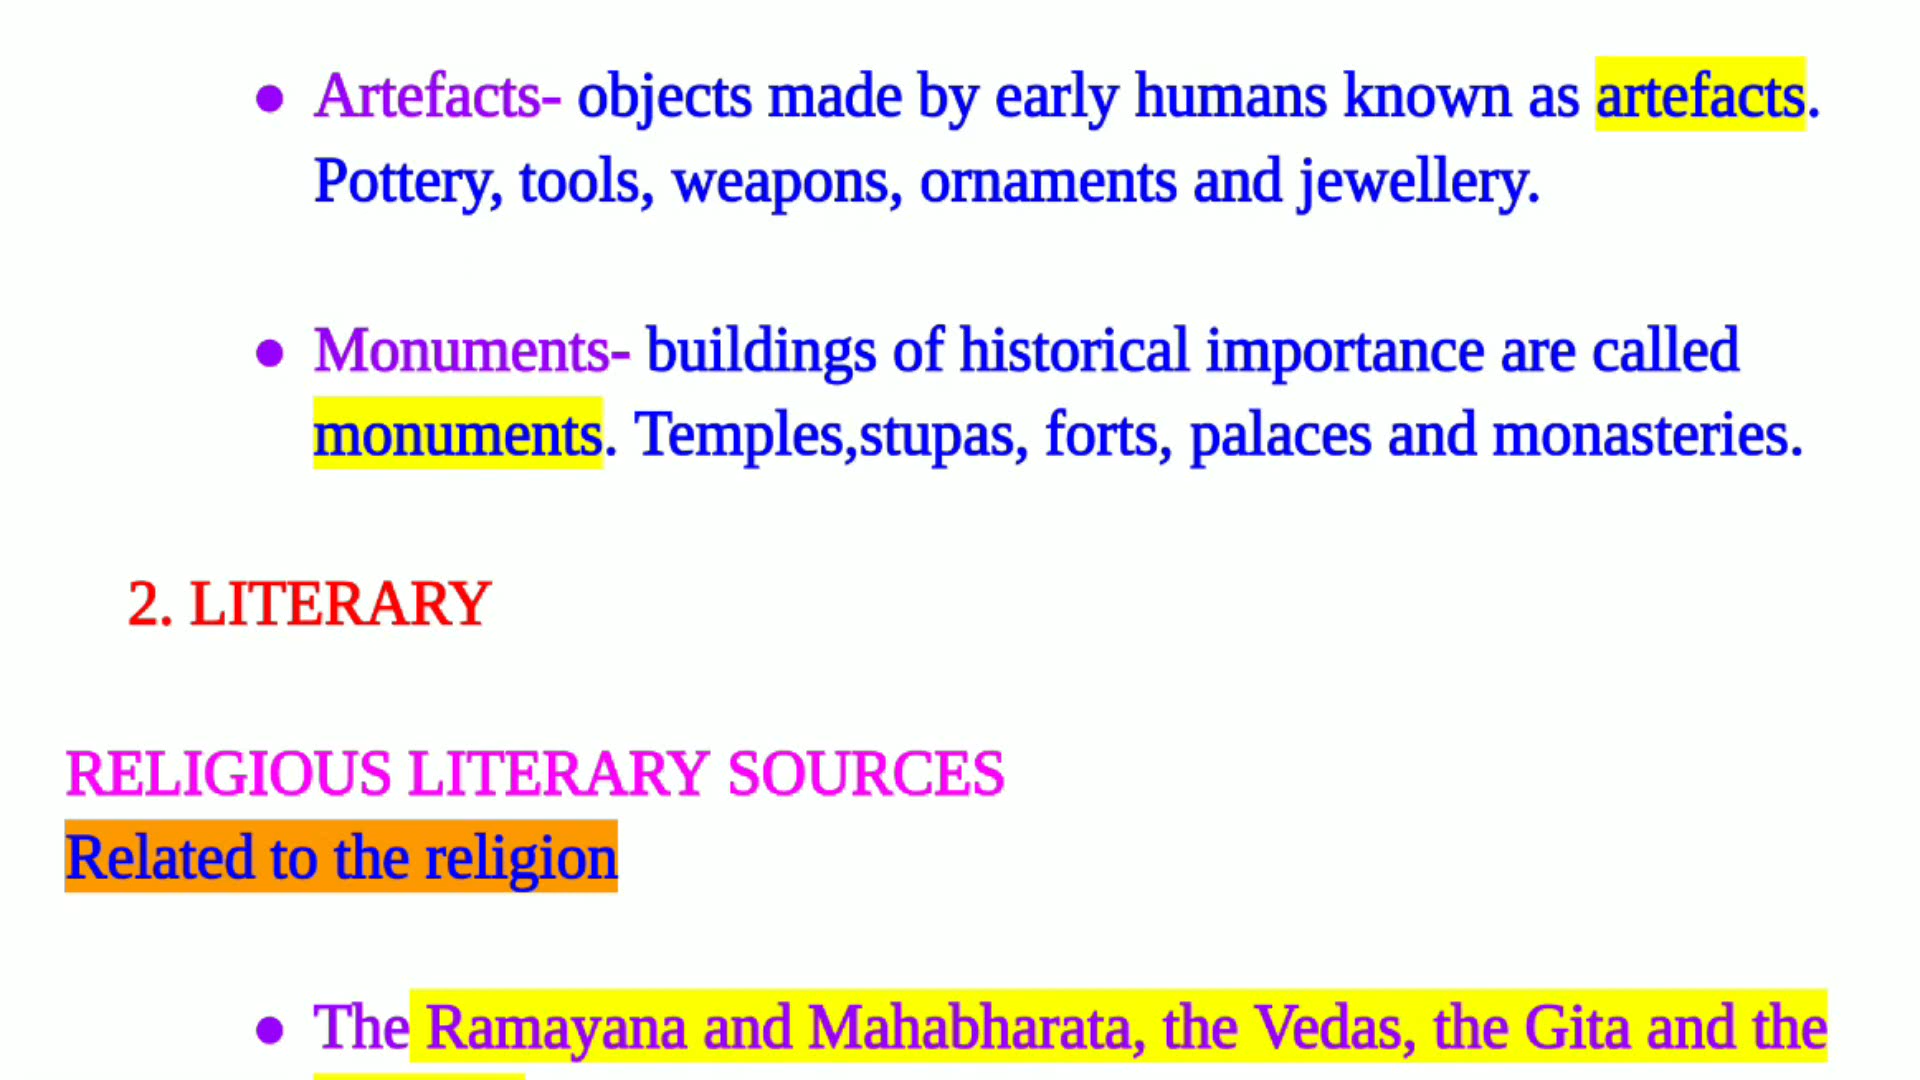 ● Artefacts- objects made by early humans known as artefacts.
Pottery, tools, weapons, ornaments and jewellery.
● Monuments- buildings of historical importance are called
monuments. Temples,stupas, forts, palaces and monasteries.
2. LITERARY
RELIGIOUS LITERARY SOURCES
Related to the religion
● The Ramayana and Mahabharata, the Vedas, the Gita and the